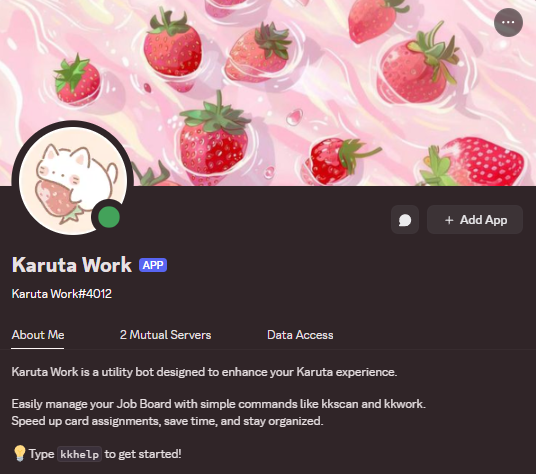 + Add App
Karuta Work APP
Karuta Work#4012
About Me 2 Mutual Servers Data Access
Karuta Work is a utility bot designed to enhance your Karuta experience.
Easily manage your Job Board with simple commands like kkscan and kkwork.
Speed up card assignments, save time, and stay organized.
💡Type kkhelp to get started!